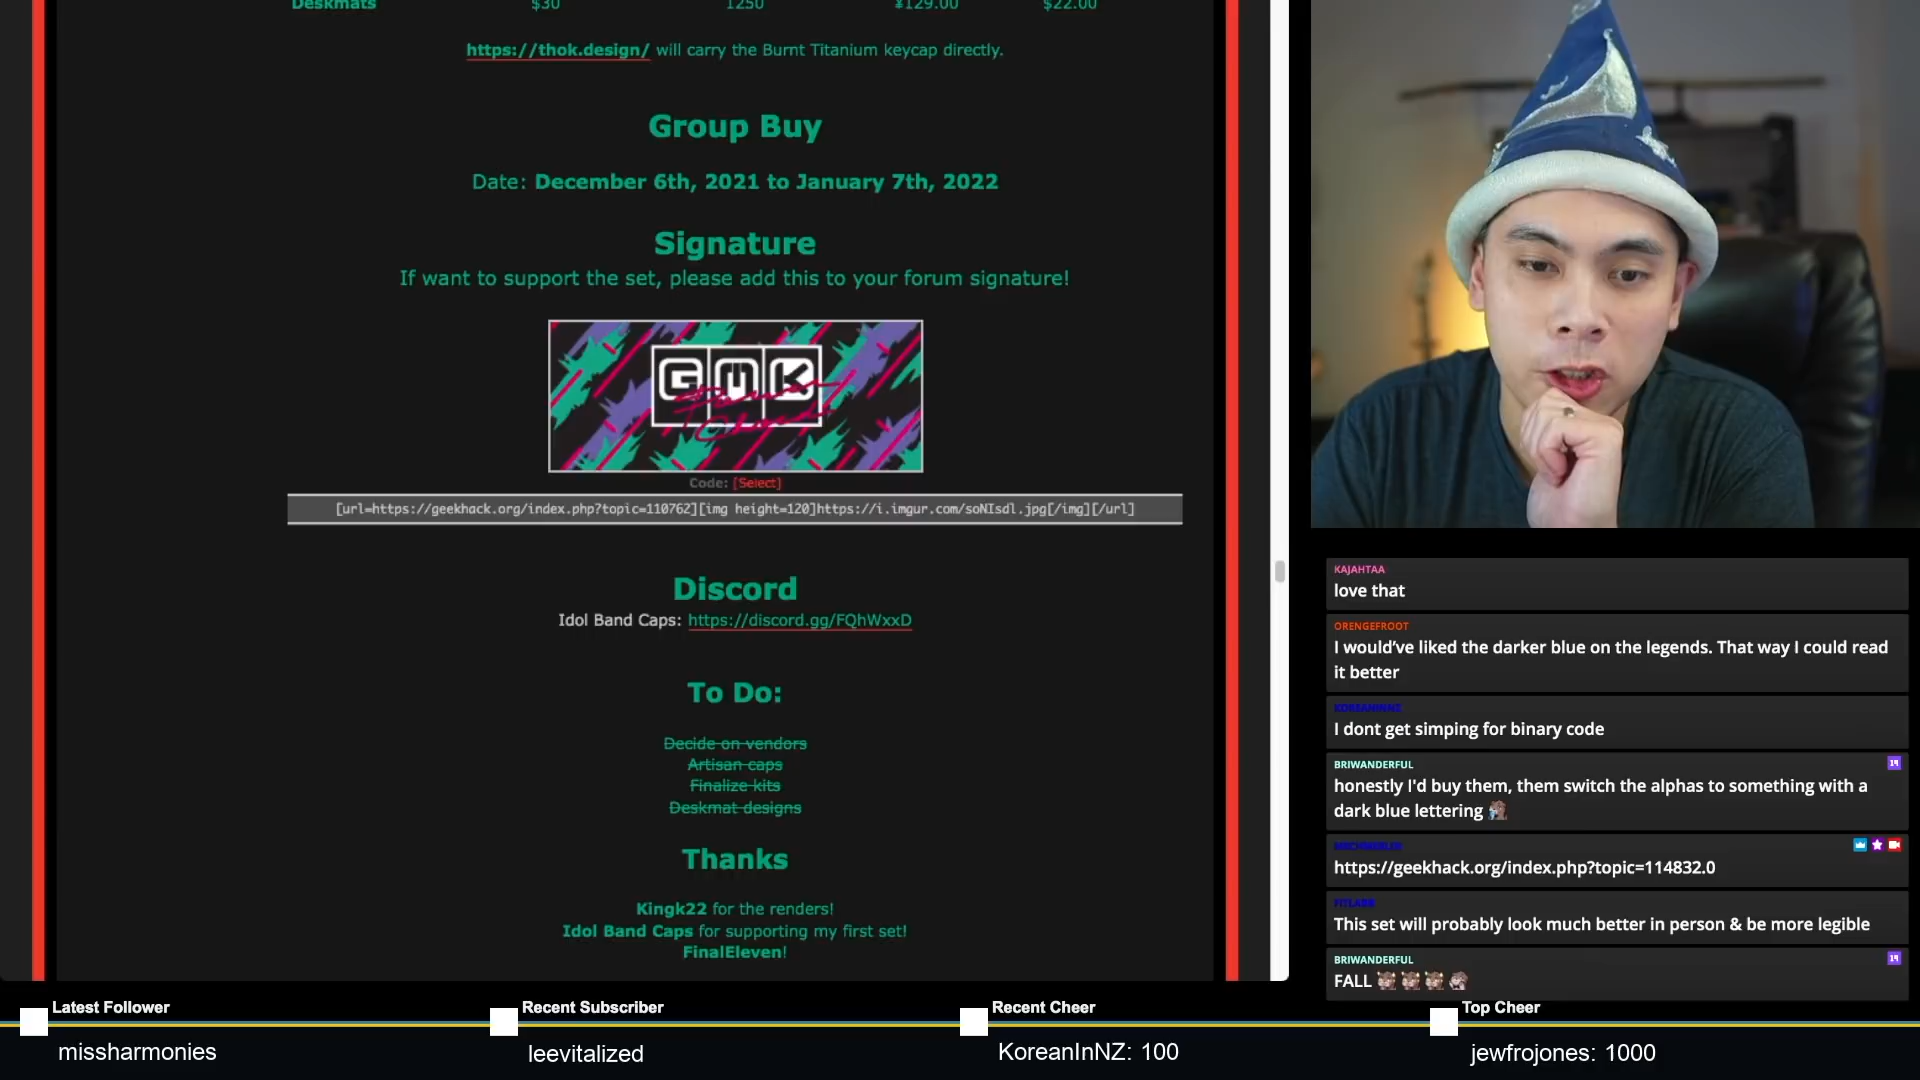 Deskmats $30 1250 ¥129.00 $22.00
https://thok.design/ will carry the Burnt Titanium keycap directly.
Group Buy
Date: December 6th, 2021 to January 7th, 2022
Signature
If want to support the set, please add this to your forum signature!
GMK
Code: [Select]
[url=https://geekhack.org/index.php?topic=110762][img height=120]https://i.imgur.com/soNIsdl.jpg[/img][/url]
Discord
Idol Band Caps: https://discord.gg/FQhWxxD
To Do:
Decide on vendors
Artisan caps
Finalize kits
Deskmat designs
Thanks
Kingk22 for the renders!
Idol Band Caps for supporting my first set!
FinalEleven!
KAJAHTAA
love that
ORENGEFROOT
I would've liked the darker blue on the legends. That way I could read
it better
KOREANINNZ
I dont get simping for binary code
BRIWANDERFUL
honestly I'd buy them, them switch the alphas to something with a
dark blue lettering
https://geekhack.org/index.php?topic=114832.0
This set will probably look much better in person & be more legible
BRIWANDERFUL
FALL
Latest Follower
missharmonies
Recent Subscriber
leevitalized
Recent Cheer
KoreanInNZ: 100
Top Cheer
jewfrojones: 1000